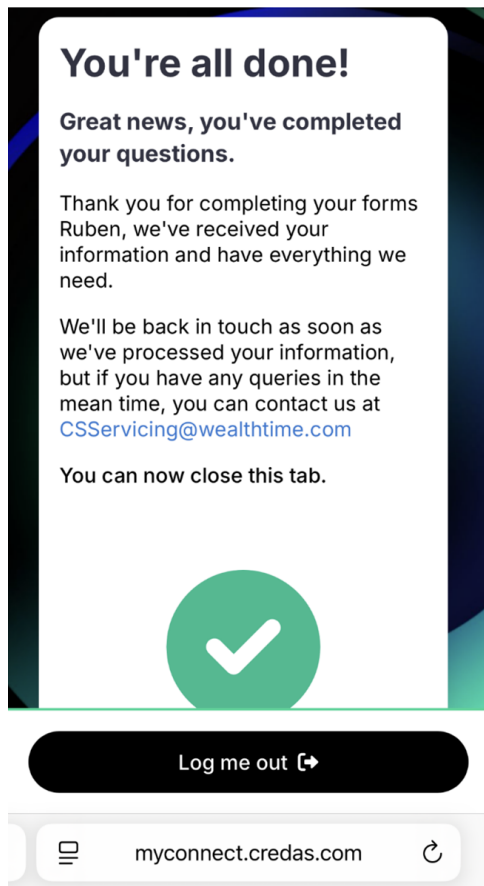 You're all done!
Great news, you've completed
your questions.
Thank you for completing your forms
Ruben, we've received your
information and have everything we
need.
We'll be back in touch as soon as
we've processed your information,
but if you have any queries in the
mean time, you can contact us at
CSServicing@wealthtime.com
You can now close this tab.
Log me out
myconnect.credas.com